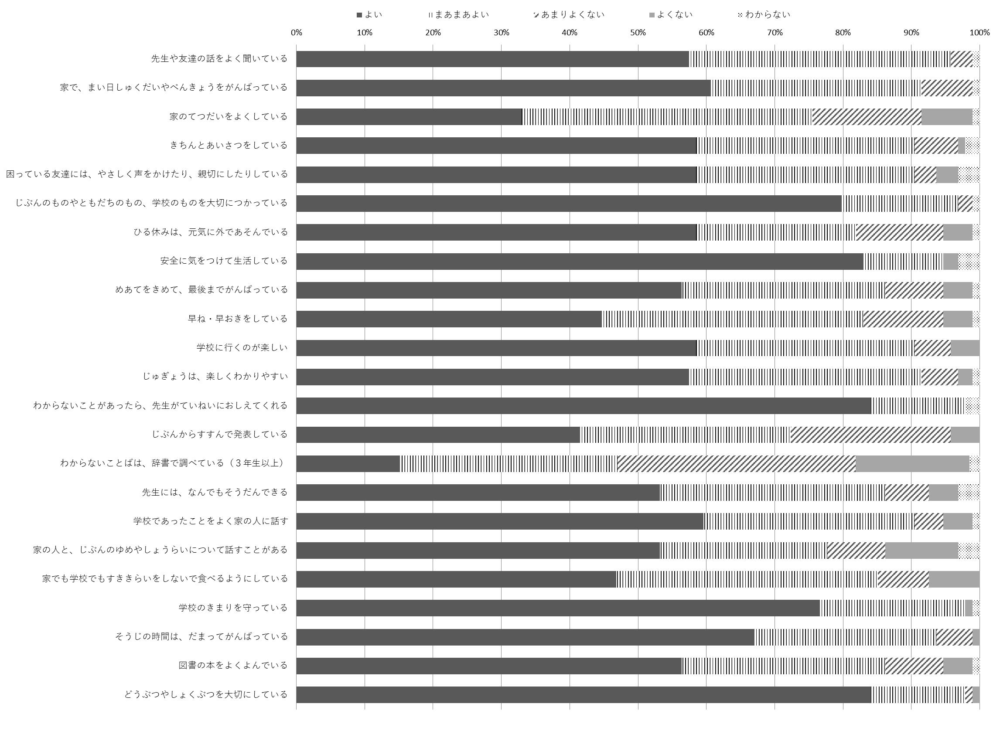 よい まあまあよい あまりよくない よくない わからない
0% 10% 20% 30% 40% 50% 60% 70% 80% 90% 100%
先生や友達の話をよく聞いている
家で、まい日しゅくだいやべんきょうをがんばっている
家のてつだいをよくしている
きちんとあいさつをしている
困っている友達には、やさしく声をかけたり、親切にしたりしている
じぶんのものやともだちのもの、学校のものを大切につかっている
ひる休みは、元気に外であそんでいる
安全に気をつけて生活している
めあてをきめて、最後までがんばっている
早ね・早おきをしている
学校に行くのが楽しい
じゅぎょうは、楽しくわかりやすい
わからないことがあったら、先生がていねいにおしえてくれる
じぶんからすすんで発表している
わからないことばは、辞書で調べている（３年生以上）
先生には、なんでもそうだんできる
学校であったことをよく家の人に話す
家の人と、じぶんのゆめやしょうらいについて話すことがある
家でも学校でもすききらいをしないで食べるようにしている
学校のきまりを守っている
そうじの時間は、だまってがんばっている
図書の本をよくよんでいる
どうぶつやしょくぶつを大切にしている